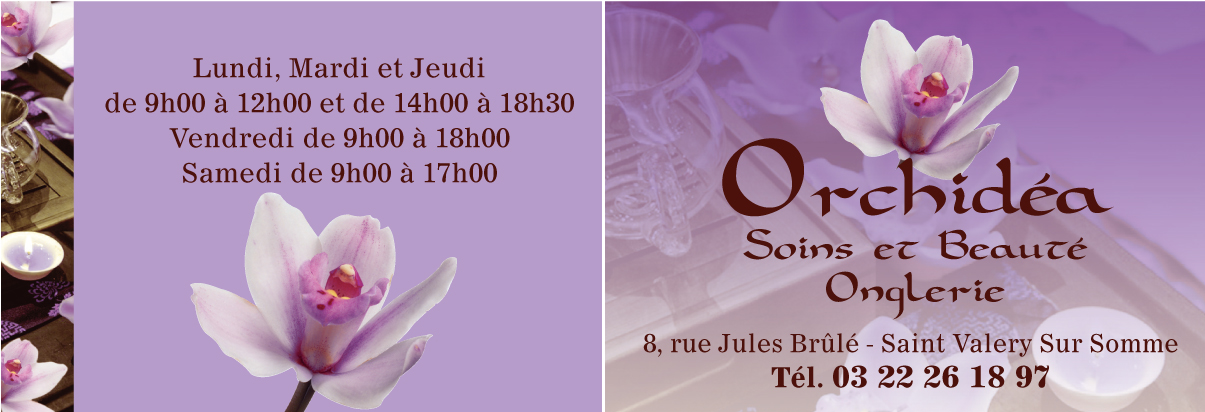 Lundi, Mardi et Jeudi
de 9h00 à 12h00 et de 14h00 à 18h30
Vendredi de 9h00 à 18h00
Samedi de 9h00 à 17h00
Orchidéa
Soins et Beauté
Onglerie
8, rue Jules Brûlé - Saint Valery Sur Somme
Tél. 03 22 26 18 97